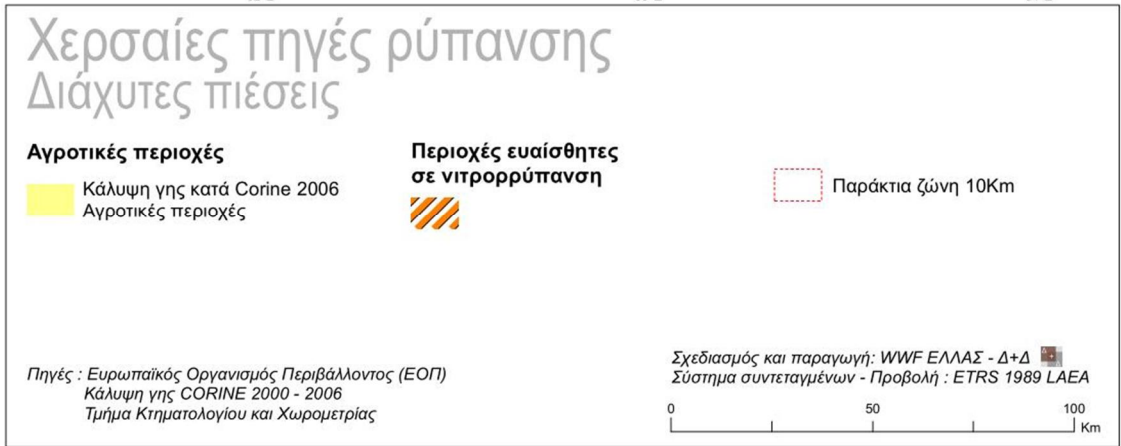 Χερσαίες πηγές ρύπανσης
Διάχυτες πιέσεις
Αγροτικές περιοχές
Κάλυψη γης κατά Corine 2006
Αγροτικές περιοχές
Περιοχές ευαίσθητες
σε νιτρορρύπανση
Παράκτια ζώνη 10Km
Πηγές : Ευρωπαϊκός Οργανισμός Περιβάλλοντος (ΕΟΠ)
Κάλυψη γης CORINE 2000 - 2006
Τμήμα Κτηματολογίου και Χωρομετρίας
Σχεδιασμός και παραγωγή: WWF ΕΛΛΑΣ - Δ+Δ
Σύστημα συντεταγμένων - Προβολή : ETRS 1989 LAEA
0 50 100
Km